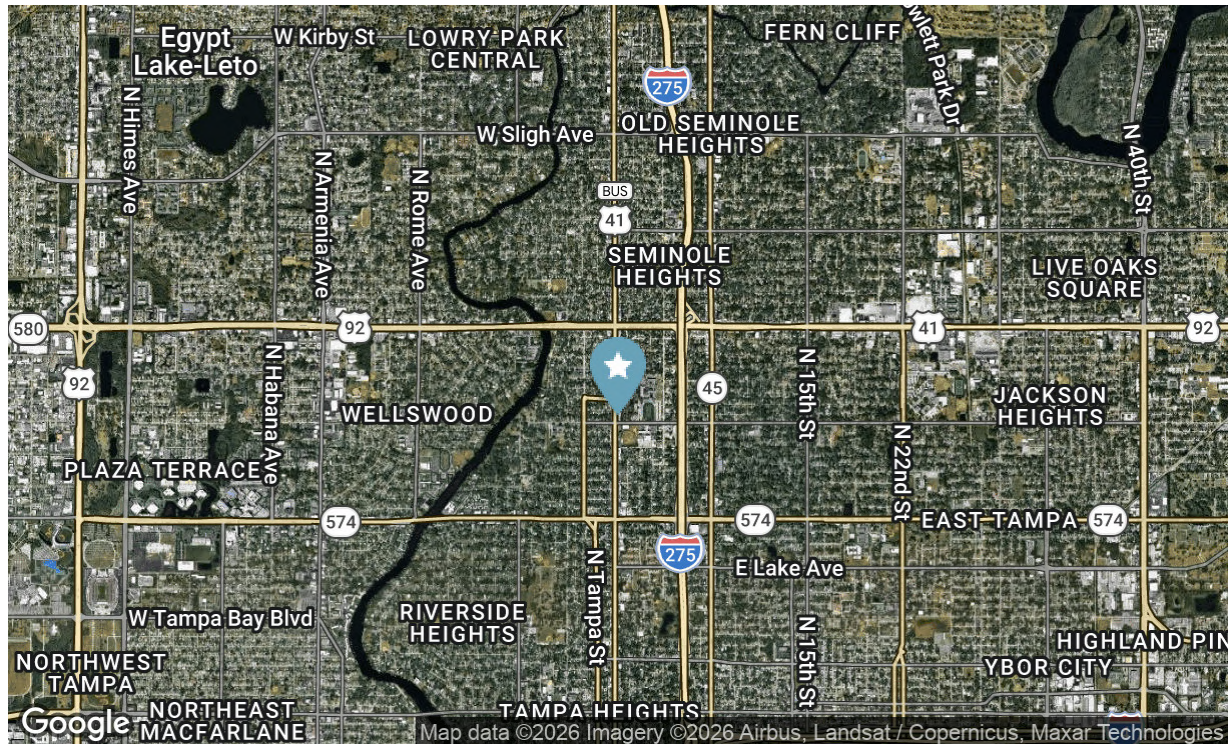 Egypt
Lake-Leto
W Kirby St
LOWRY PARK
CENTRAL
FERN CLIFF
wlett Park Dr
275
N Himes Ave
W Sligh Ave
OLD SEMINOLE
HEIGHTS
N 40th St
N Armenia Ave
N Rome Ave
BUS
41
SEMINOLE
HEIGHTS
LIVE OAKS
SQUARE
580
92
41
92
92
N Habana Ave
45
N 15th St
WELLSWOOD
JACKSON
HEIGHTS
N 22nd St
PLAZA TERRACE
574
574
EAST TAMPA
574
275
N Tampa St
E Lake Ave
W Tampa Bay Blvd
RIVERSIDE
HEIGHTS
N 15th St
HIGHLAND PIN
NORTHWEST
TAMPA
YBOR CITY
NORTHEAST
MACFARLANE
TAMPA HEIGHTS
Google
Map data ©2026 Imagery ©2026 Airbus, Landsat / Copernicus, Maxar Technologies